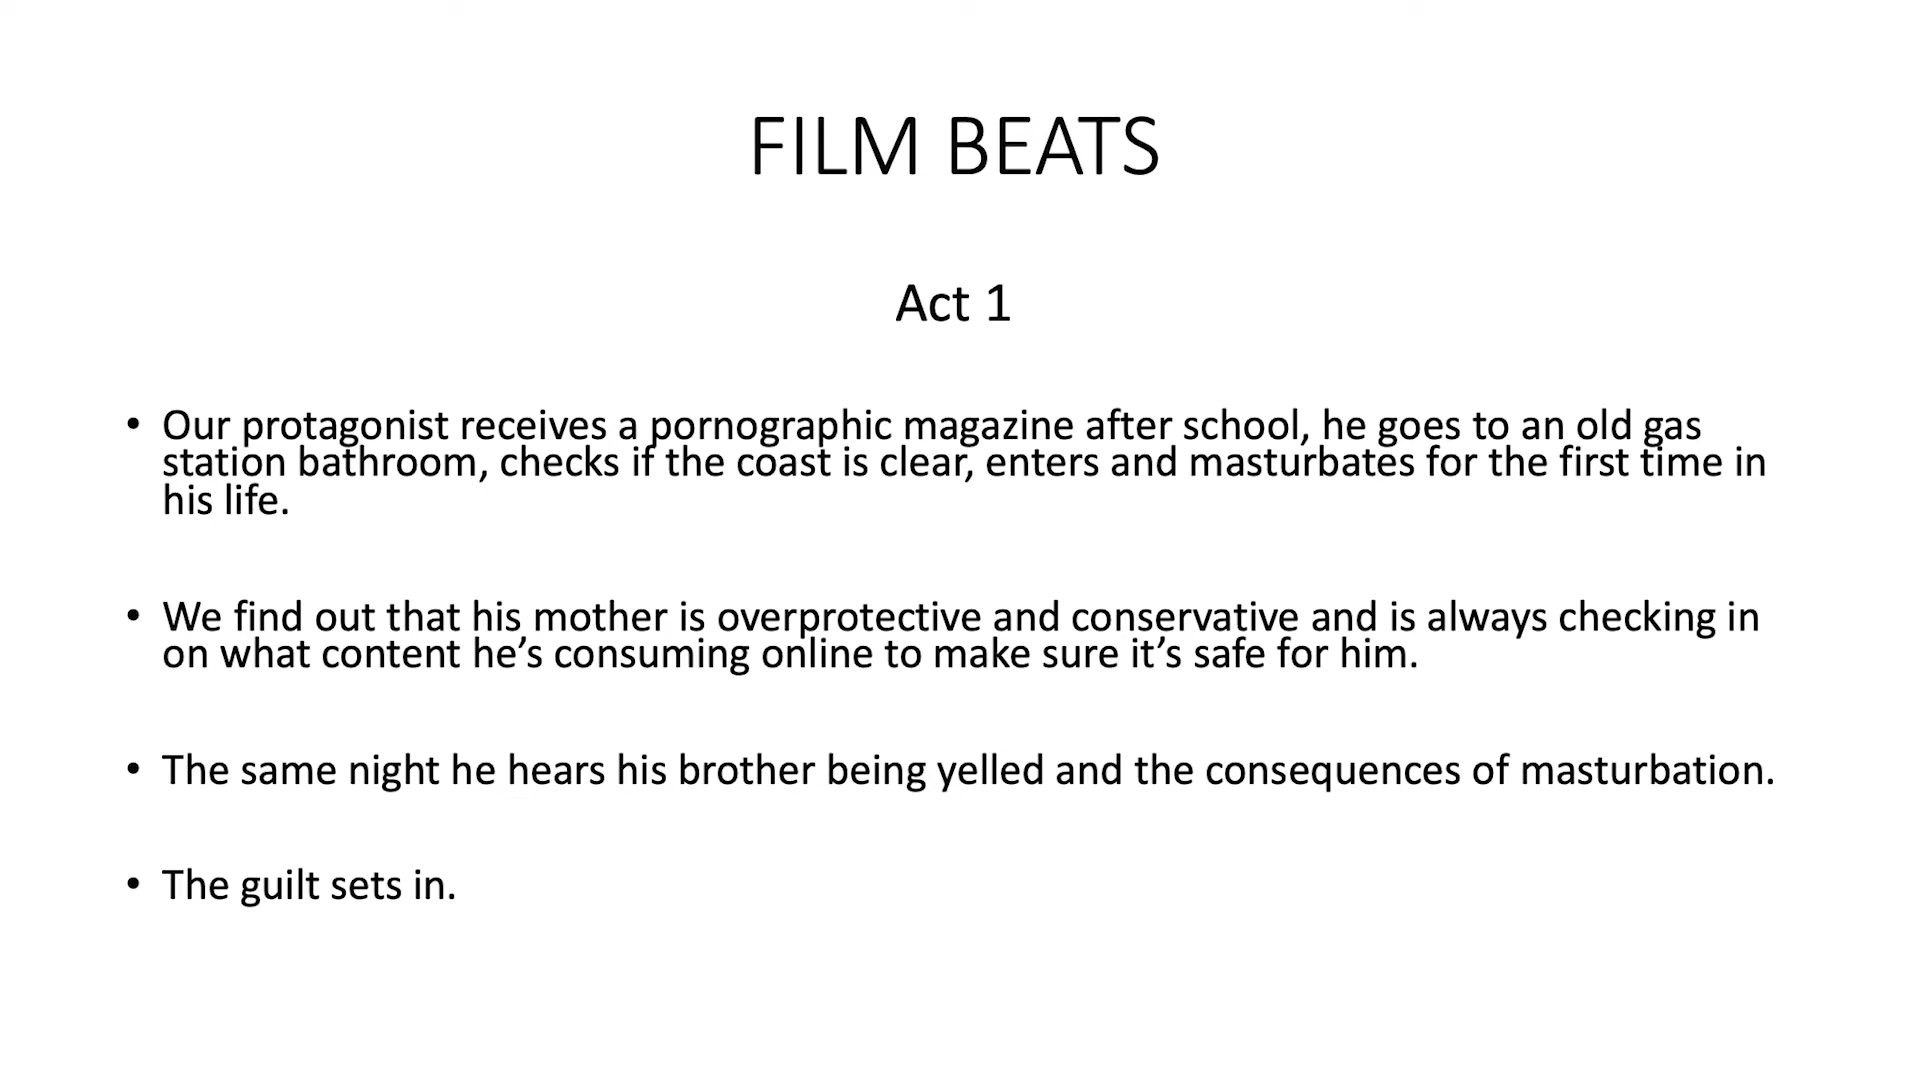 FILM BEATS
Act 1
• Our protagonist receives a pornographic magazine after school, he goes to an old gas
station bathroom, checks if the coast is clear, enters and masturbates for the first time in
his life.
• We find out that his mother is overprotective and conservative and is always checking in
on what content he’s consuming online to make sure it’s safe for him.
• The same night he hears his brother being yelled and the consequences of masturbation.
• The guilt sets in.